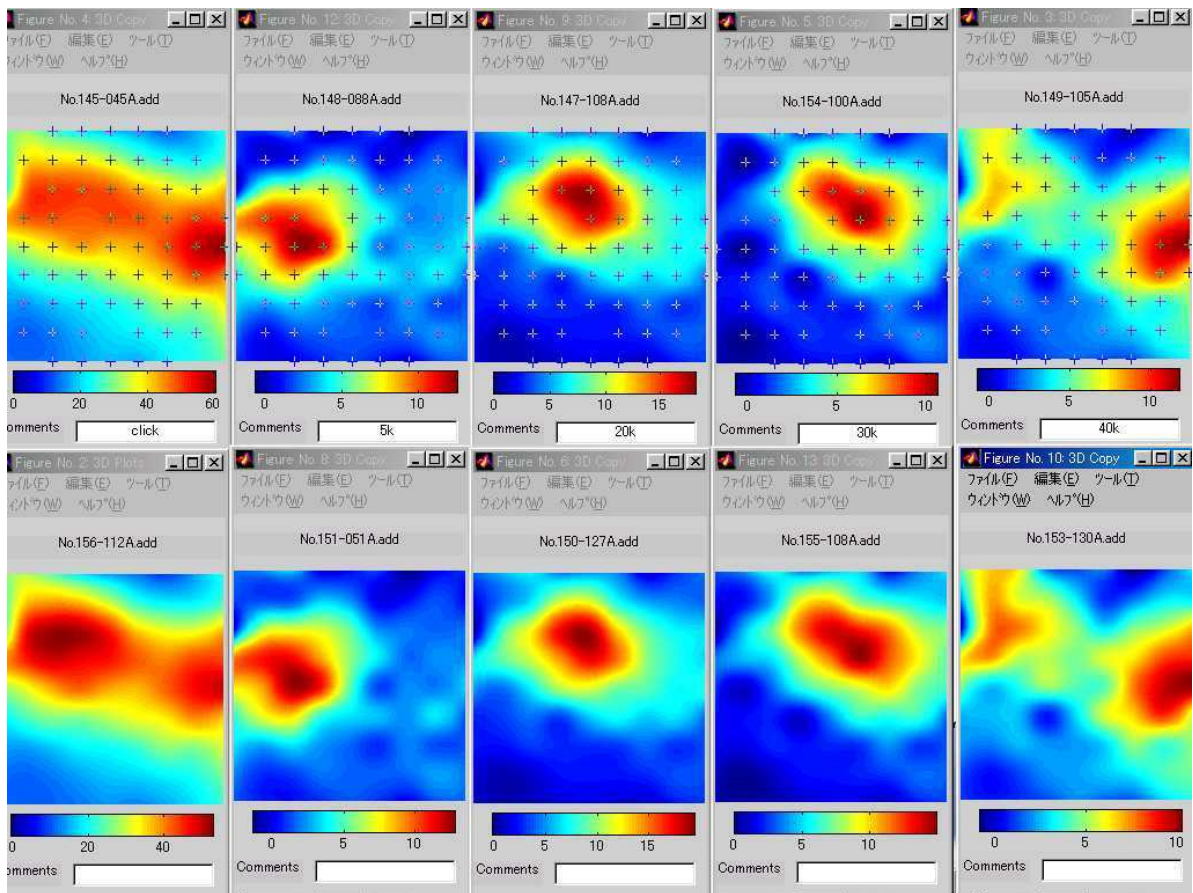 Figure No. 4: 3D Copy
ファイル(F) 編集(E) ツール(T)
ウィンドウ(W) ヘルプ(H)
No.145-045A.add
0 20 40 60
Comments click
Figure No. 12: 3D Copy
ファイル(F) 編集(E) ツール(T)
ウィンドウ(W) ヘルプ(H)
No.148-088A.add
0 5 10
Comments 5k
Figure No. 9: 3D Copy
ファイル(F) 編集(E) ツール(T)
ウィンドウ(W) ヘルプ(H)
No.147-108A.add
0 5 10 15
Comments 20k
Figure No. 5: 3D Copy
ファイル(F) 編集(E) ツール(T)
ウィンドウ(W) ヘルプ(H)
No.154-100A.add
0 5 10
Comments 30k
Figure No. 3: 3D Copy
ファイル(F) 編集(E) ツール(T)
ウィンドウ(W) ヘルプ(H)
No.149-105A.add
0 5 10
Comments 40k
Figure No. 2: 3D Plots
ファイル(F) 編集(E) ツール(T)
ウィンドウ(W) ヘルプ(H)
No.156-112A.add
0 20 40
Comments
Figure No. 8: 3D Copy
ファイル(F) 編集(E) ツール(T)
ウィンドウ(W) ヘルプ(H)
No.151-051A.add
0 5 10
Comments
Figure No. 6: 3D Copy
ファイル(F) 編集(E) ツール(T)
ウィンドウ(W) ヘルプ(H)
No.150-127A.add
0 5 10 15
Comments
Figure No. 13: 3D Copy
ファイル(F) 編集(E) ツール(T)
ウィンドウ(W) ヘルプ(H)
No.155-108A.add
0 5 10
Comments
Figure No. 10: 3D Copy
ファイル(F) 編集(E) ツール(T)
ウィンドウ(W) ヘルプ(H)
No.153-130A.add
0 5 10
Comments